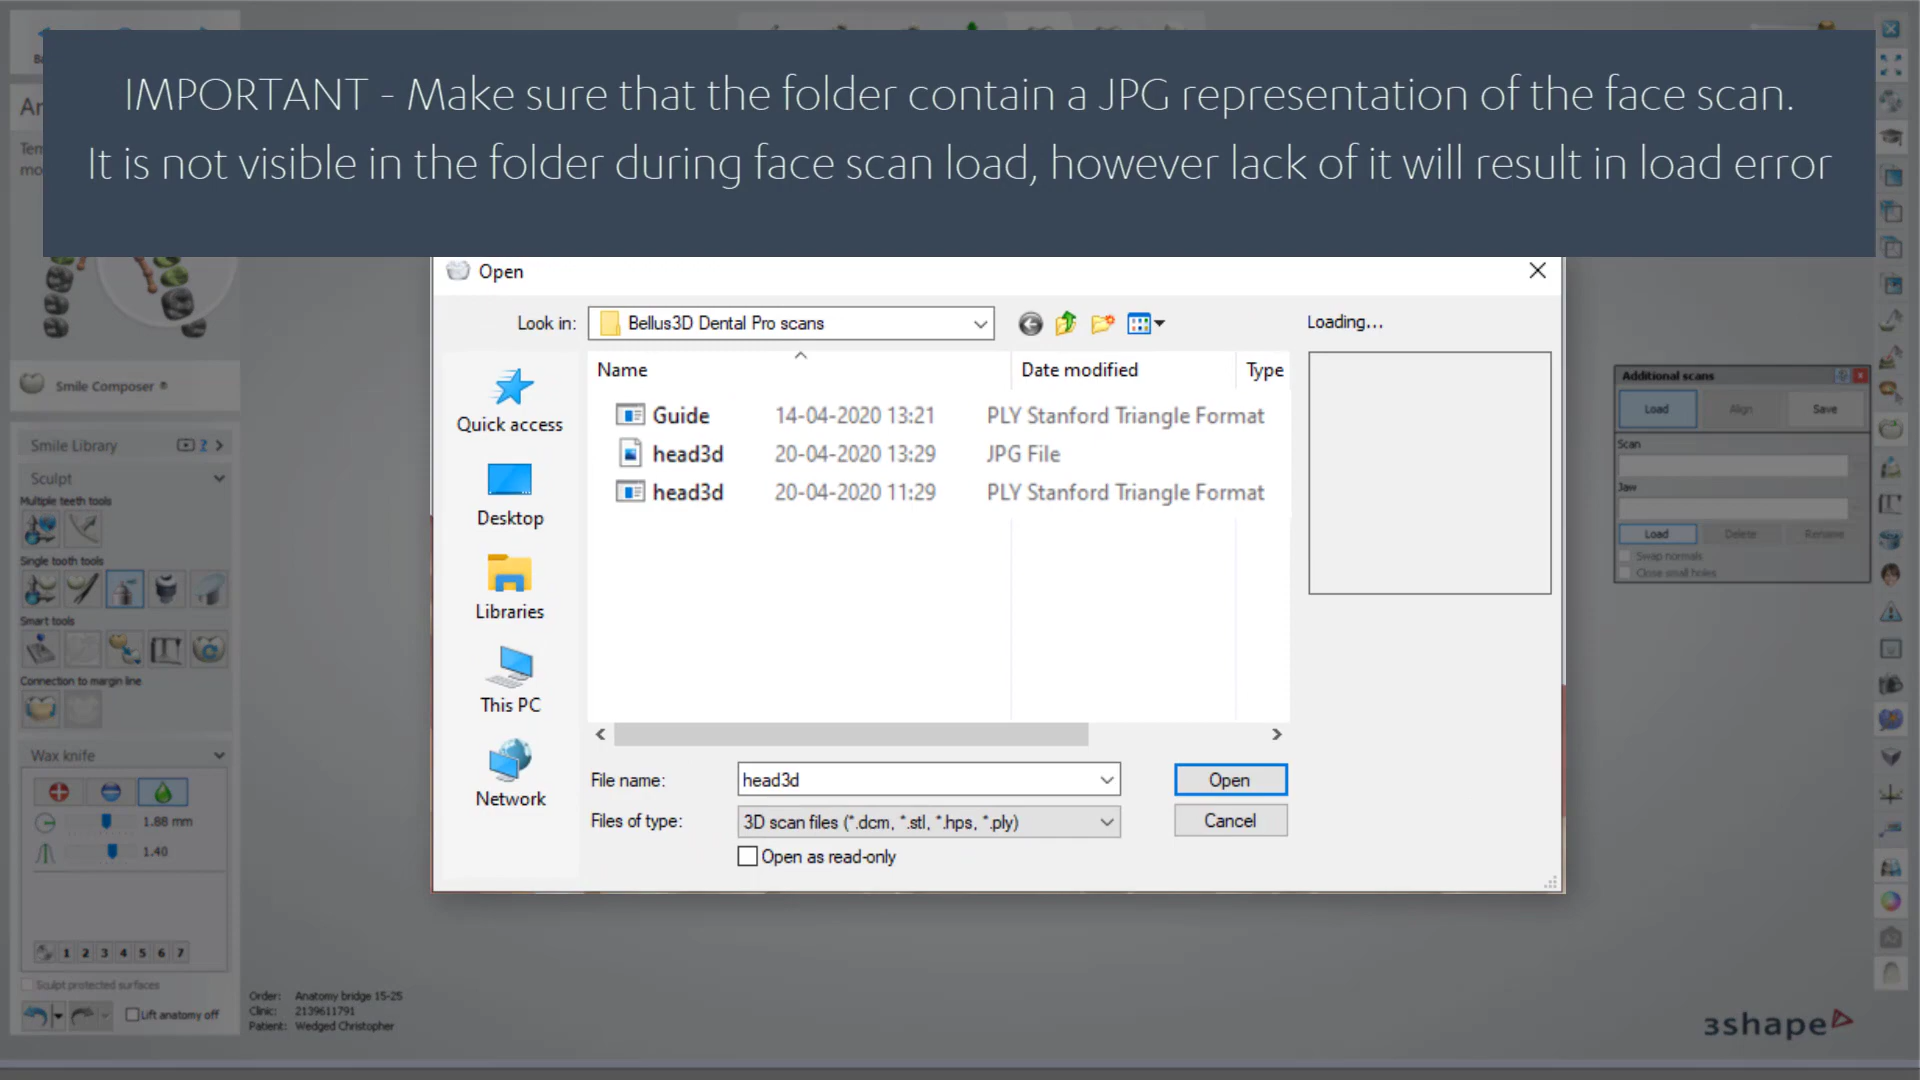 IMPORTANT - Make sure that the folder contain a JPG representation of the face scan.
It is not visible in the folder during face scan load, however lack of it will result in load error
Open
Look in:
Bellus3D Dental Pro scans
Loading...
Name
Date modified
Type
Guide 14-04-2020 13:21 PLY Stanford Triangle Format
head3d 20-04-2020 13:29 JPG File
head3d 20-04-2020 11:29 PLY Stanford Triangle Format
Quick access
Desktop
Libraries
This PC
Network
File name:
head3d
Open
Files of type:
3D scan files (*.dcm, *.stl, *.hps, *.ply)
Cancel
Open as read-only
Smile Composer ®
Smile Library
2
Sculpt
Multiple teeth tools
Single tooth tools
Smart tools
Connection to margin line
Wax knife
1.88 mm
1.40
1 2 3 4 5 6 7
Sculpt protected surfaces
Lift anatomy off
Order: Anatomy bridge 15-25
Clinic: 2139611791
Patient: Wedged Christopher
Additional scans
Load
Align
Save
Scan
Jaw
Load
Delete
Rename
Swap normals
Close small holes
3shape